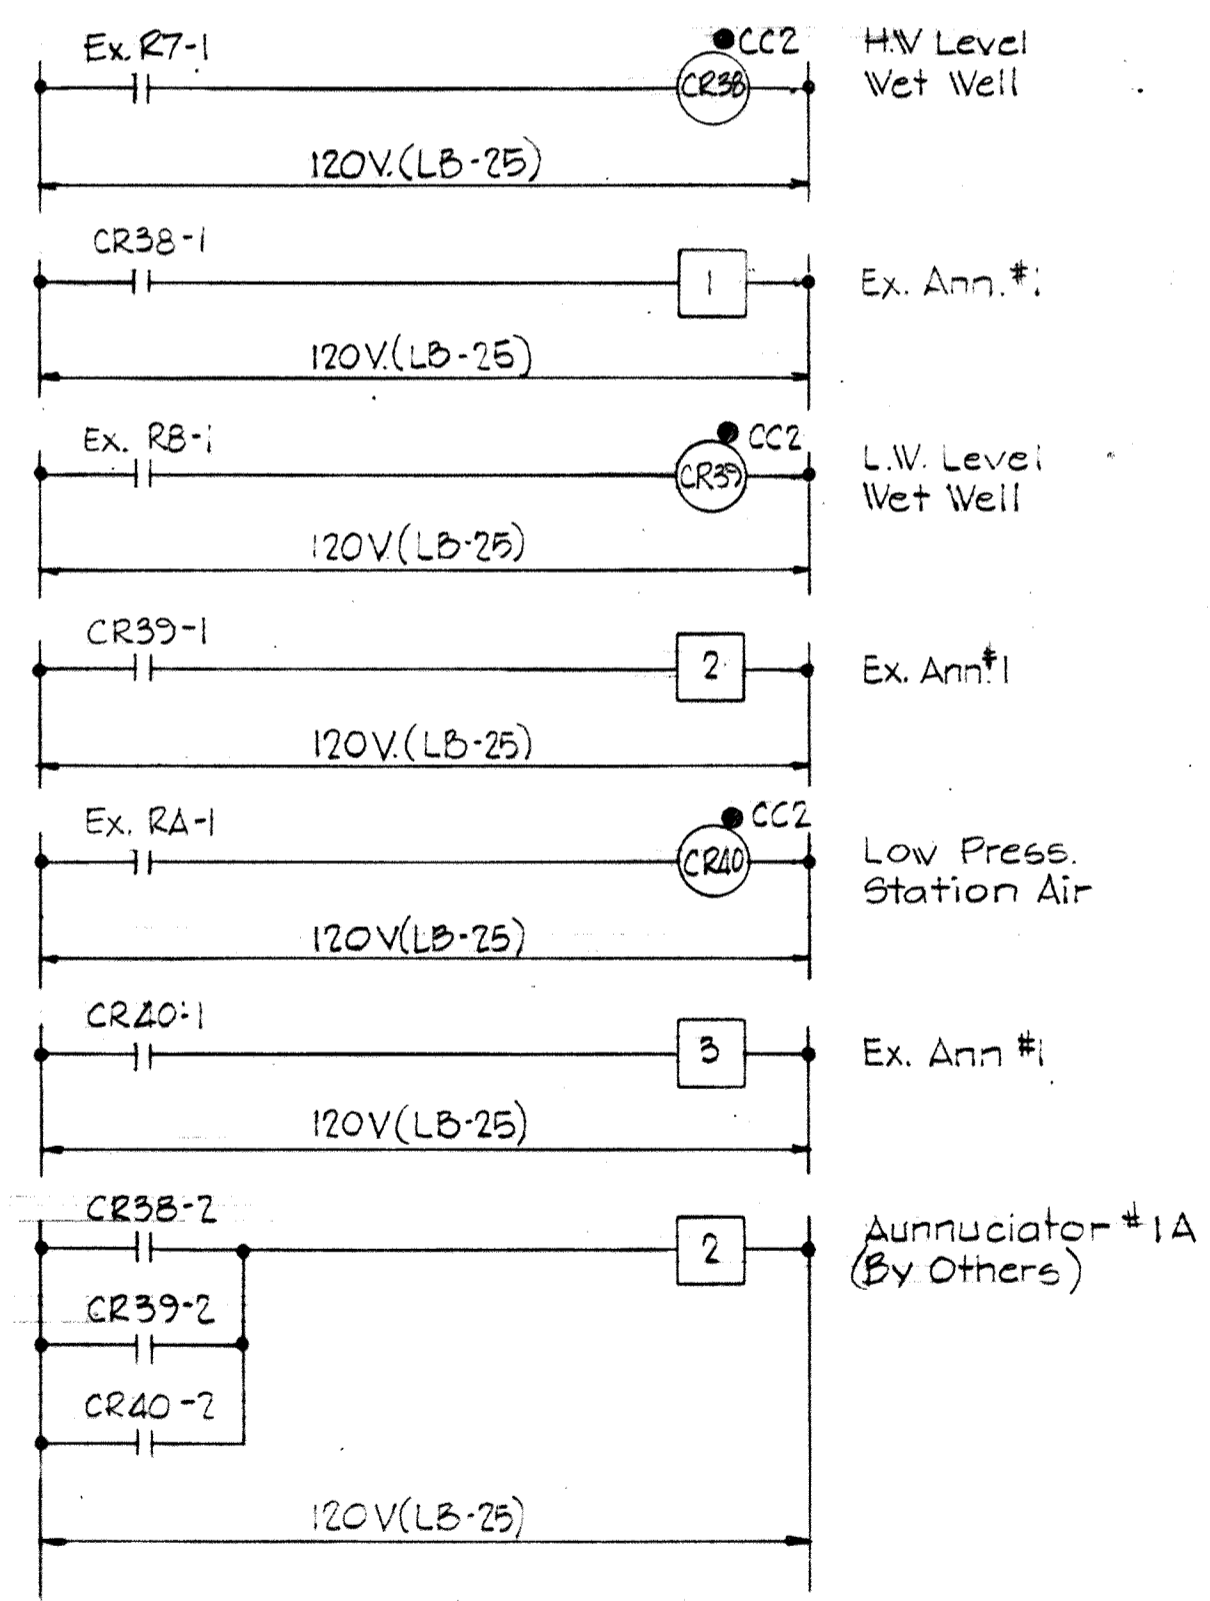 Ex. R7-1
CC2
CR38
H.W Level
Wet Well
120V.(LB-25)
CR38-1
1
Ex. Ann. #1
120V.(LB-25)
Ex. R8-1
CC2
CR39
L.W. Level
Wet Well
120V.(LB-25)
CR39-1
2
Ex. Ann.#1
120V.(LB-25)
Ex. RA-1
CC2
CR40
Low Press.
Station Air
120V(LB-25)
CR40-1
3
Ex. Ann #1
120V(LB-25)
CR38-2
2
Aunnuciator #1A
(By Others)
CR39-2
CR40-2
120V(LB-25)